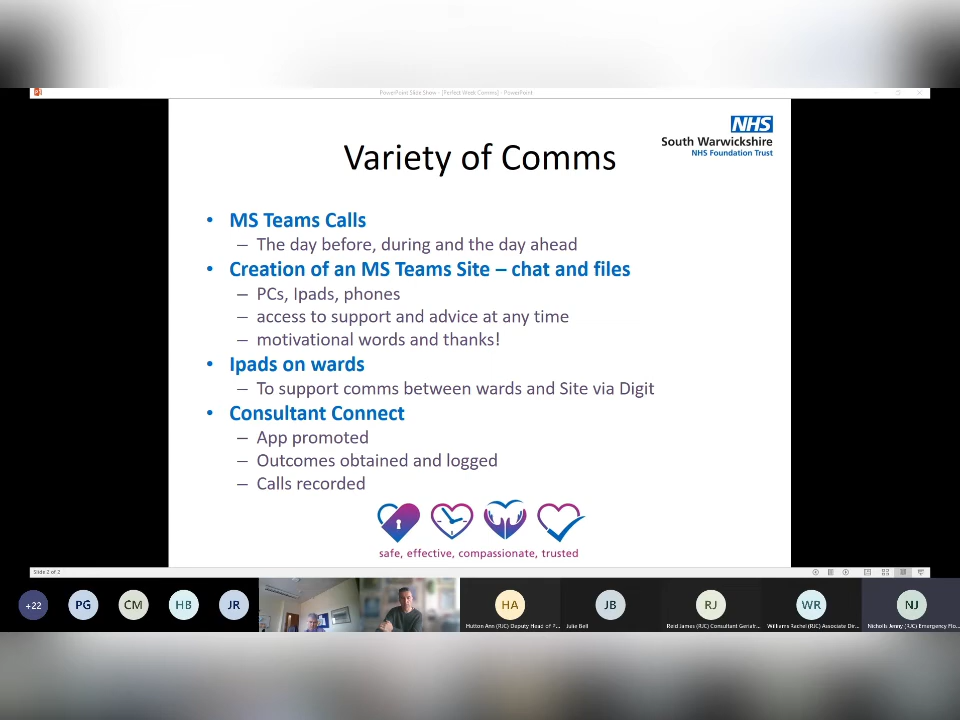 PowerPoint Slide Show - [Perfect Week Comms] - PowerPoint
NHS
South Warwickshire
NHS Foundation Trust
Variety of Comms
• MS Teams Calls
– The day before, during and the day ahead
• Creation of an MS Teams Site – chat and files
– PCs, Ipads, phones
– access to support and advice at any time
– motivational words and thanks!
• Ipads on wards
– To support comms between wards and Site via Digit
• Consultant Connect
– App promoted
– Outcomes obtained and logged
– Calls recorded
safe, effective, compassionate, trusted
Slide 2 of 2
+22
PG
CM
HB
JR
HA
JB
RJ
WR
NJ
Hutton Ann (RJC) Deputy Head of P...
Julie Bell
Reid James (RJC) Consultant Geriatr...
Williams Rachel (RJC) Associate Dir...
Nicholls Jenny (RJC) Emergency Flo...